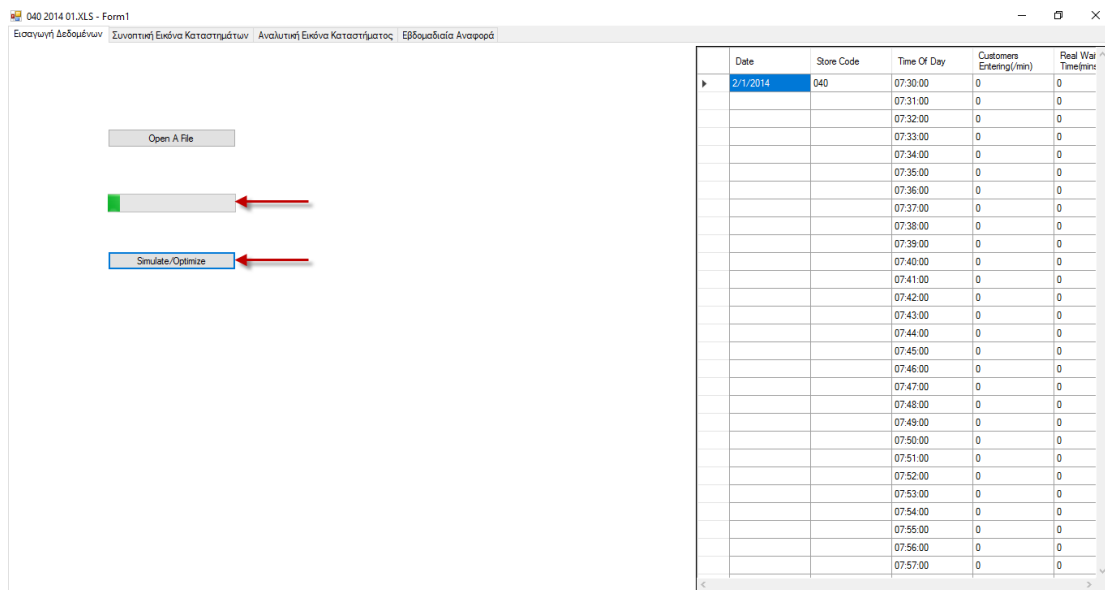 040 2014 01.XLS - Form1
Εισαγωγή Δεδομένων Συνοπτική Εικόνα Καταστημάτων Αναλυτική Εικόνα Καταστήματος Εβδομαδιαία Αναφορά
Open A File
Simulate/Optimize
Date Store Code Time Of Day Customers Entering(/min) Real Wai Time(mins
2/1/2014 040 07:30:00 0 0
07:31:00 0 0
07:32:00 0 0
07:33:00 0 0
07:34:00 0 0
07:35:00 0 0
07:36:00 0 0
07:37:00 0 0
07:38:00 0 0
07:39:00 0 0
07:40:00 0 0
07:41:00 0 0
07:42:00 0 0
07:43:00 0 0
07:44:00 0 0
07:45:00 0 0
07:46:00 0 0
07:47:00 0 0
07:48:00 0 0
07:49:00 0 0
07:50:00 0 0
07:51:00 0 0
07:52:00 0 0
07:53:00 0 0
07:54:00 0 0
07:55:00 0 0
07:56:00 0 0
07:57:00 0 0